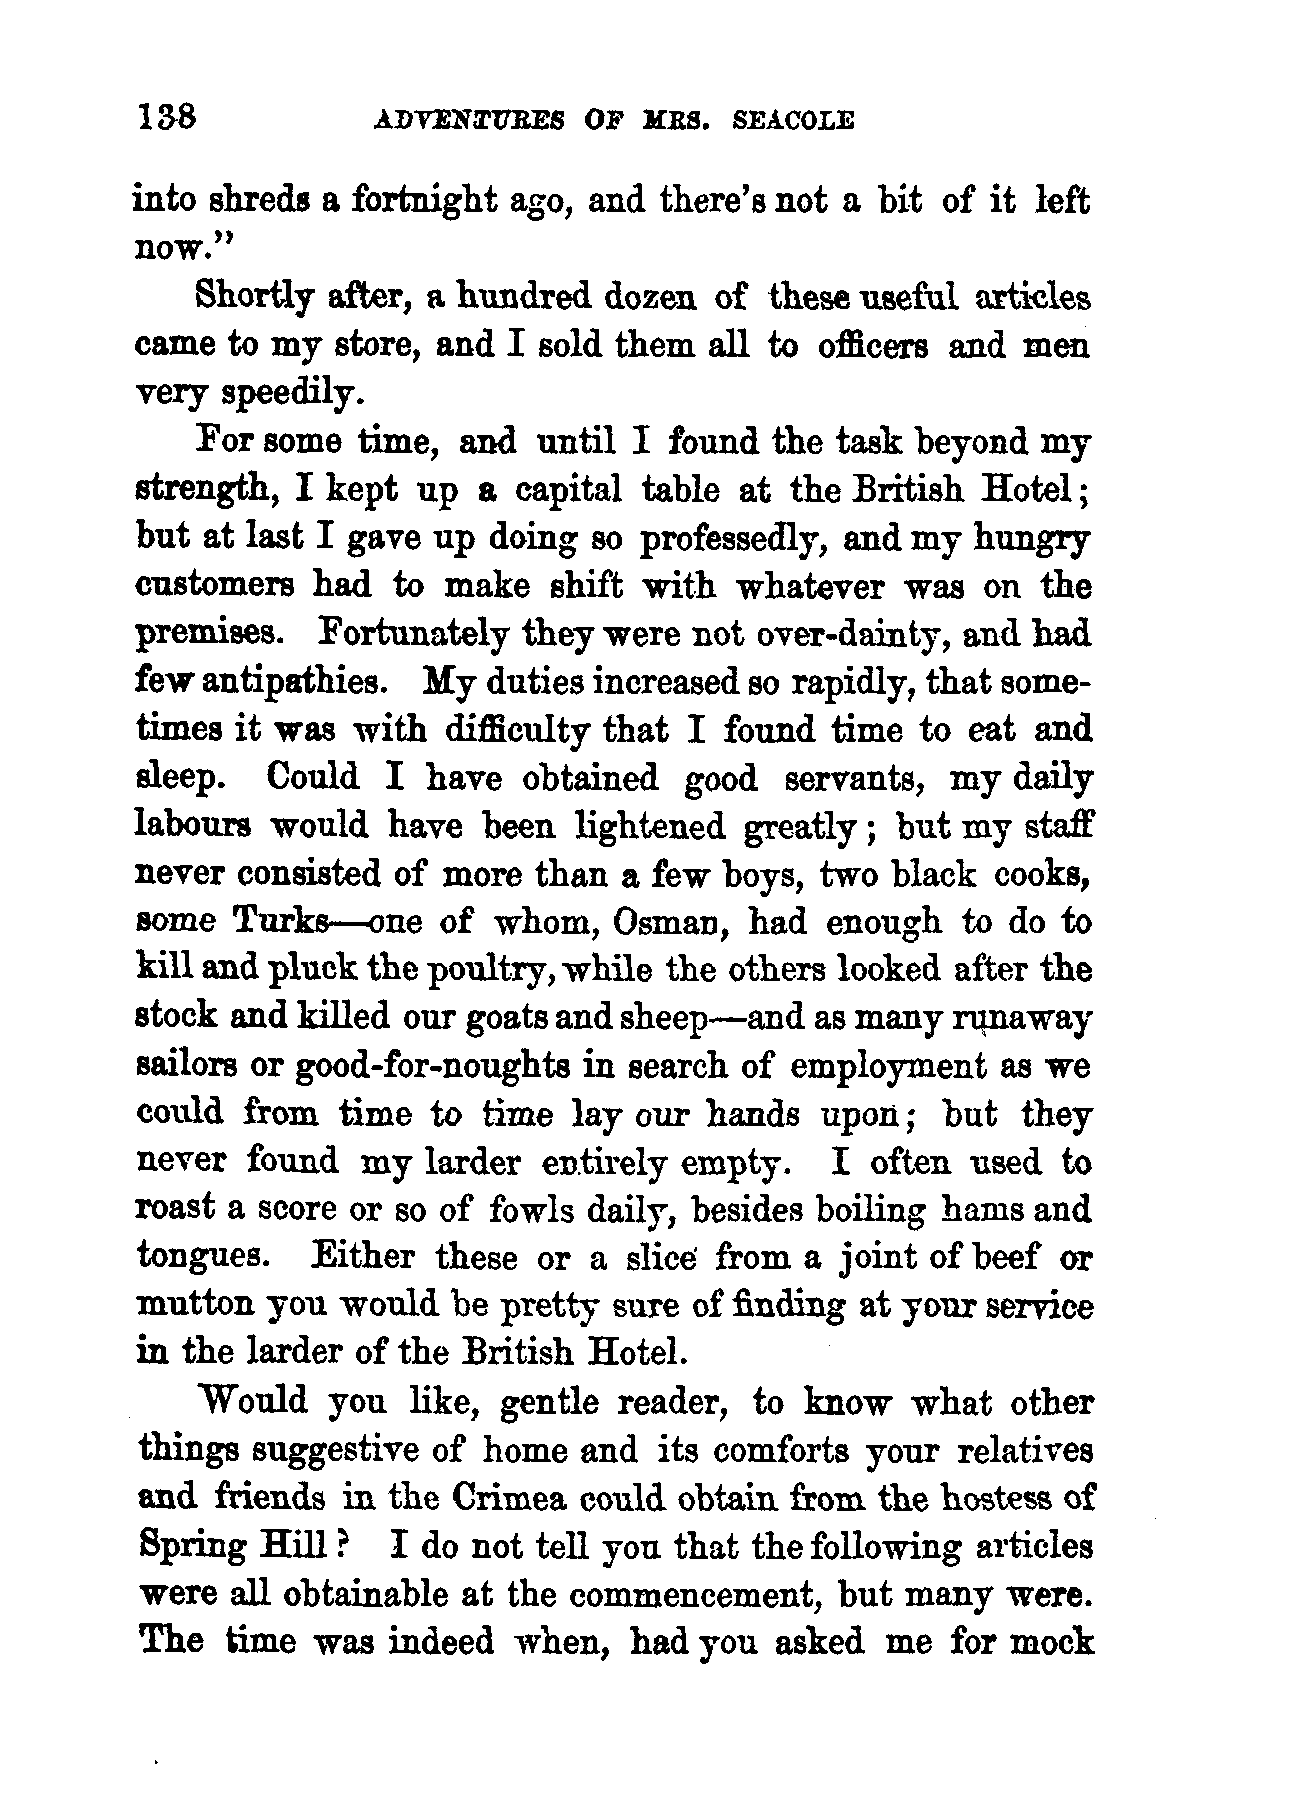 138 ADVENTURES OF MRS. SEACOLE
into shreds a fortnight ago, and there's not a bit of it left
now."
Shortly after, a hundred dozen of these useful articles
came to my store, and I sold them all to officers and men
very speedily.
For some time, and until I found the task beyond my
strength, I kept up a capital table at the British Hotel;
but at last I gave up doing so professedly, and my hungry
customers had to make shift with whatever was on the
premises. Fortunately they were not over-dainty, and had
few antipathies. My duties increased so rapidly, that some-
times it was with difficulty that I found time to eat and
sleep. Could I have obtained good servants, my daily
labours would have been lightened greatly; but my staff
never consisted of more than a few boys, two black cooks,
some Turks—one of whom, Osman, had enough to do to
kill and pluck the poultry, while the others looked after the
stock and killed our goats and sheep—and as many runaway
sailors or good-for-noughts in search of employment as we
could from time to time lay our hands upon; but they
never found my larder entirely empty. I often used to
roast a score or so of fowls daily, besides boiling hams and
tongues. Either these or a slice from a joint of beef or
mutton you would be pretty sure of finding at your service
in the larder of the British Hotel.
Would you like, gentle reader, to know what other
things suggestive of home and its comforts your relatives
and friends in the Crimea could obtain from the hostess of
Spring Hill? I do not tell you that the following articles
were all obtainable at the commencement, but many were.
The time was indeed when, had you asked me for mock